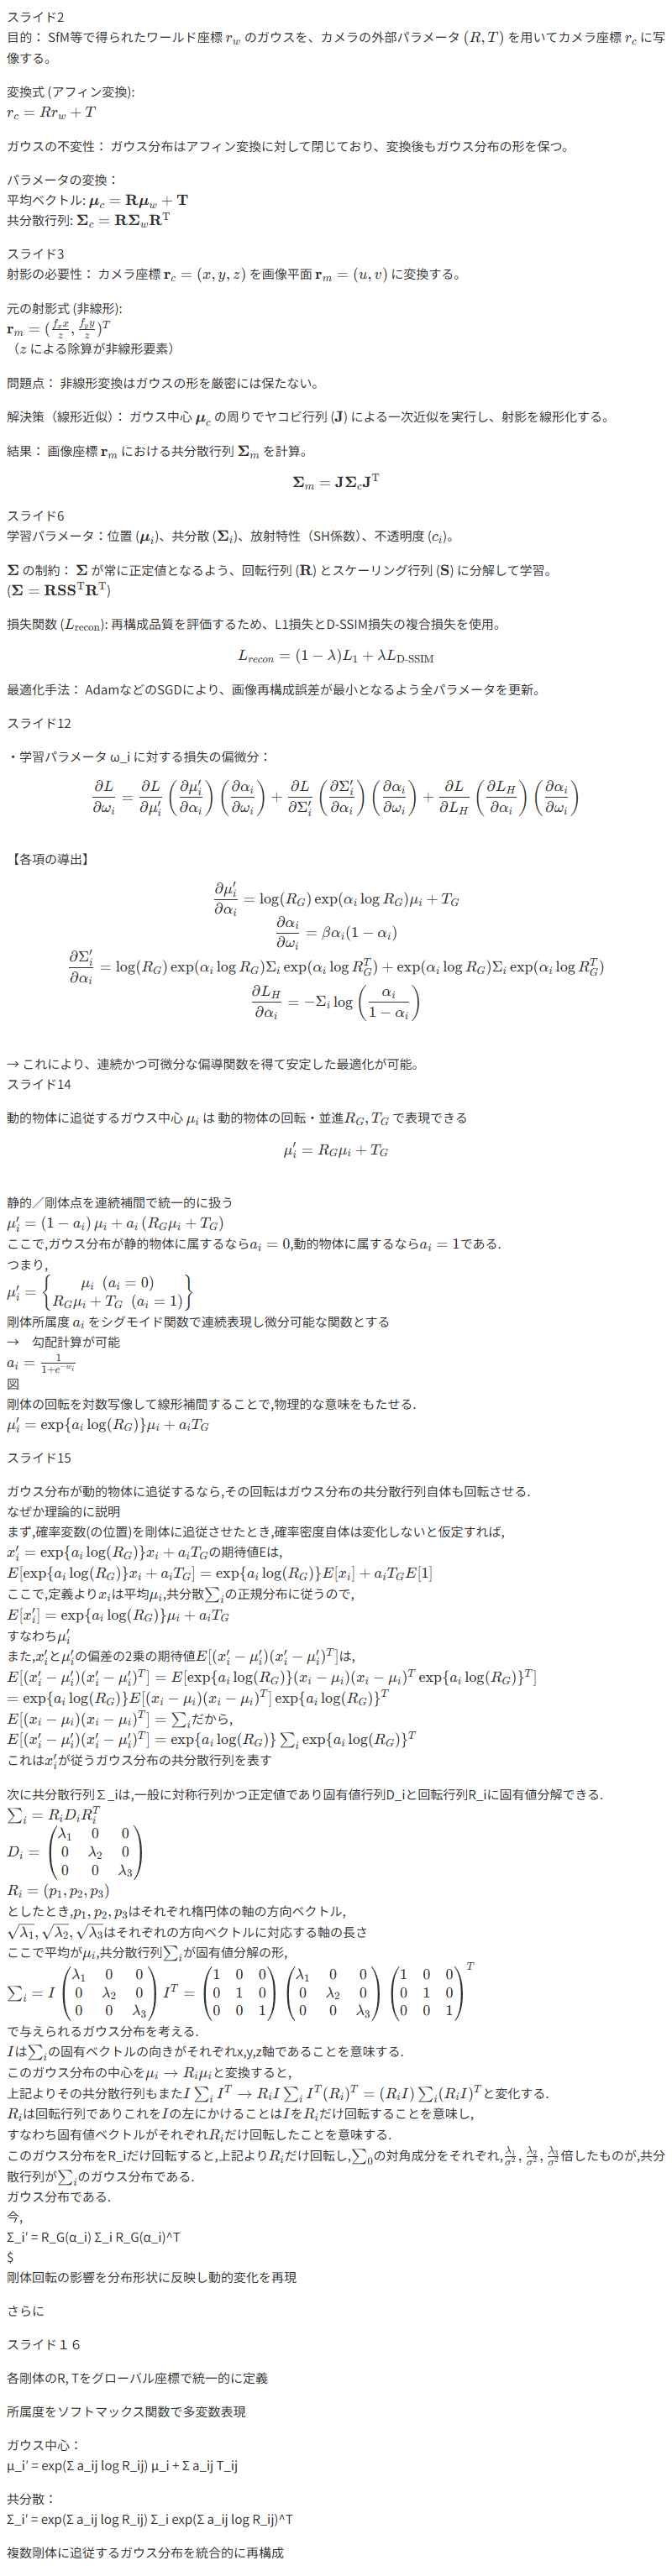 スライド2
目的： SfM等で得られたワールド座標 $r_w$ のガウスを、カメラの外部パラメータ $(R, T)$ を用いてカメラ座標 $r_c$ に写
像する。
変換式 (アフィン変換):
$r_c = Rr_w + T$
ガウスの不変性： ガウス分布はアフィン変換に対して閉じており、変換後もガウス分布の形を保つ。
パラメータの変換：
平均ベクトル: $\boldsymbol{\mu}_c = \mathbf{R}\boldsymbol{\mu}_w + \mathbf{T}$
共分散行列: $\mathbf{\Sigma}_c = \mathbf{R}\mathbf{\Sigma}_w\mathbf{R}^{\mathrm{T}}$
スライド3
射影の必要性： カメラ座標 $\mathbf{r}_c = (x, y, z)$ を画像平面 $\mathbf{r}_m = (u, v)$ に変換する。
元の射影式 (非線形):
$\mathbf{r}_m = (\frac{f_x x}{z}, \frac{f_y y}{z})^T$
（$z$ による除算が非線形要素）
問題点： 非線形変換はガウスの形を厳密には保たない。
解決策（線形近似）： ガウス中心 $\boldsymbol{\mu}_c$ の周りでヤコビ行列 ($\mathbf{J}$) による一次近似を実行し、射影を線形化する。
結果： 画像座標 $\mathbf{r}_m$ における共分散行列 $\mathbf{\Sigma}_m$ を計算。
$\mathbf{\Sigma}_m = \mathbf{J}\mathbf{\Sigma}_c\mathbf{J}^{\mathrm{T}}$
スライド6
学習パラメータ：位置 ($\boldsymbol{\mu}_i$)、共分散 ($\mathbf{\Sigma}_i$)、放射特性（SH係数）、不透明度 ($c_i$)。
$\mathbf{\Sigma}$ の制約： $\mathbf{\Sigma}$ が常に正定値となるよう、回転行列 ($\mathbf{R}$) とスケーリング行列 ($\mathbf{S}$) に分解して学習。
($\mathbf{\Sigma} = \mathbf{R}\mathbf{S}\mathbf{S}^{\mathrm{T}}\mathbf{R}^{\mathrm{T}}$)
損失関数 ($L_{\text{recon}}$): 再構成品質を評価するため、L1損失とD-SSIM損失の複合損失を使用。
$L_{recon} = (1 - \lambda)L_1 + \lambda L_{\text{D-SSIM}}$
最適化手法： AdamなどのSGDにより、画像再構成誤差が最小となるよう全パラメータを更新。
スライド12
・学習パラメータ ω_i に対する損失の偏微分：
$\frac{\partial L}{\partial \omega_i} = \frac{\partial L}{\partial \mu_i'} \left(\frac{\partial \mu_i'}{\partial \alpha_i}\right) \left(\frac{\partial \alpha_i}{\partial \omega_i}\right) + \frac{\partial L}{\partial \Sigma_i'} \left(\frac{\partial \Sigma_i'}{\partial \alpha_i}\right) \left(\frac{\partial \alpha_i}{\partial \omega_i}\right) + \frac{\partial L}{\partial L_H} \left(\frac{\partial L_H}{\partial \alpha_i}\right) \left(\frac{\partial \alpha_i}{\partial \omega_i}\right)$
【各項の導出】
$\frac{\partial \mu_i'}{\partial \alpha_i} = \log(R_G) \exp(\alpha_i \log R_G)\mu_i + T_G$
$\frac{\partial \alpha_i}{\partial \omega_i} = \beta\alpha_i(1 - \alpha_i)$
$\frac{\partial \Sigma_i'}{\partial \alpha_i} = \log(R_G) \exp(\alpha_i \log R_G)\Sigma_i \exp(\alpha_i \log R_G^T) + \exp(\alpha_i \log R_G)\Sigma_i \exp(\alpha_i \log R_G^T)$
$\frac{\partial L_H}{\partial \alpha_i} = -\Sigma_i \log\left(\frac{\alpha_i}{1 - \alpha_i}\right)$
→ これにより、連続かつ可微分な偏導関数を得て安定した最適化が可能。
スライド14
動的物体に追従するガウス中心 $\mu_i$ は 動的物体の回転・並進$R_G, T_G$ で表現できる
$\mu_i' = R_G\mu_i + T_G$
静的／剛体点を連続補間で統一的に扱う
$\mu_i' = (1 - a_i)\,\mu_i + a_i\,(R_G\mu_i + T_G)$
ここで,ガウス分布が静的物体に属するなら$a_i = 0$,動的物体に属するなら$a_i = 1$である.
つまり,
$\mu_i' = \left\{\begin{matrix}\mu_i \ (a_i = 0) \\ R_G\mu_i + T_G \ (a_i = 1)\end{matrix}\right\}$
剛体所属度 $a_i$ をシグモイド関数で連続表現し微分可能な関数とする
→　勾配計算が可能
$a_i = \frac{1}{1+e^{-w_i}}$
図
剛体の回転を対数写像して線形補間することで,物理的な意味をもたせる.
$\mu_i' = \exp\{a_i \log(R_G)\}\mu_i + a_iT_G$
スライド15
ガウス分布が動的物体に追従するなら,その回転はガウス分布の共分散行列自体も回転させる.
なぜか理論的に説明
まず,確率変数(の位置)を剛体に追従させたとき,確率密度自体は変化しないと仮定すれば,
$x_i' = \exp\{a_i \log(R_G)\}x_i + a_iT_G$の期待値Eは,
$E[\exp\{a_i \log(R_G)\}x_i + a_iT_G] = \exp\{a_i \log(R_G)\}E[x_i] + a_iT_GE[1]$
ここで,定義より$x_i$は平均$\mu_i$,共分散$\sum_i$の正規分布に従うので,
$E[x_i'] = \exp\{a_i \log(R_G)\}\mu_i + a_iT_G$
すなわち$\mu_i'$
また,$x_i'$と$\mu_i'$の偏差の2乗の期待値$E[(x_i' - \mu_i')(x_i' - \mu_i')^T]$は,
$E[(x_i' - \mu_i')(x_i' - \mu_i')^T] = E[\exp\{a_i \log(R_G)\}(x_i - \mu_i)(x_i - \mu_i)^T \exp\{a_i \log(R_G)\}^T]$
$= \exp\{a_i \log(R_G)\}E[(x_i - \mu_i)(x_i - \mu_i)^T] \exp\{a_i \log(R_G)\}^T$
$E[(x_i - \mu_i)(x_i - \mu_i)^T] = \sum_i$だから,
$E[(x_i' - \mu_i')(x_i' - \mu_i')^T] = \exp\{a_i \log(R_G)\} \sum_i \exp\{a_i \log(R_G)\}^T$
これは$x_i'$が従うガウス分布の共分散行列を表す
次に共分散行列Σ_iは,一般に対称行列かつ正定値であり固有値行列D_iと回転行列R_iに固有値分解できる.
$\sum_i = R_iD_iR_i^T$
$D_i = \begin{pmatrix}\lambda_1 & 0 & 0 \\ 0 & \lambda_2 & 0 \\ 0 & 0 & \lambda_3\end{pmatrix}$
$R_i = (p_1, p_2, p_3)$
としたとき,$p_1, p_2, p_3$はそれぞれ楕円体の軸の方向ベクトル,
$\sqrt{\lambda_1}, \sqrt{\lambda_2}, \sqrt{\lambda_3}$はそれぞれの方向ベクトルに対応する軸の長さ
ここで平均が$\mu_i$,共分散行列$\sum_i$が固有値分解の形,
$\sum_i = I \begin{pmatrix}\lambda_1 & 0 & 0 \\ 0 & \lambda_2 & 0 \\ 0 & 0 & \lambda_3\end{pmatrix} I^T = \begin{pmatrix}1 & 0 & 0 \\ 0 & 1 & 0 \\ 0 & 0 & 1\end{pmatrix} \begin{pmatrix}\lambda_1 & 0 & 0 \\ 0 & \lambda_2 & 0 \\ 0 & 0 & \lambda_3\end{pmatrix} \begin{pmatrix}1 & 0 & 0 \\ 0 & 1 & 0 \\ 0 & 0 & 1\end{pmatrix}^T$
で与えられるガウス分布を考える.
$I$は$\sum_i$の固有ベクトルの向きがそれぞれx,y,z軸であることを意味する.
このガウス分布の中心を$\mu_i \to R_i\mu_i$と変換すると,
上記よりその共分散行列もまた$I \sum_i I^T \to R_iI \sum_i I^T(R_i)^T = (R_iI) \sum_i (R_iI)^T$と変化する.
$R_i$は回転行列でありこれを$I$の左にかけることは$I$を$R_i$だけ回転することを意味し,
すなわち固有値ベクトルがそれぞれ$R_i$だけ回転したことを意味する.
このガウス分布をR_iだけ回転すると,上記より$R_i$だけ回転し,$\sum_0$の対角成分をそれぞれ,$\frac{\lambda_1}{\sigma^2}, \frac{\lambda_2}{\sigma^2}, \frac{\lambda_3}{\sigma^2}$倍したものが,共分
散行列が$\sum_i$のガウス分布である.
ガウス分布である.
今,
Σ_i′ = R_G(α_i) Σ_i R_G(α_i)^T
$
剛体回転の影響を分布形状に反映し動的変化を再現
さらに
スライド１６
各剛体のR, Tをグローバル座標で統一的に定義
所属度をソフトマックス関数で多変数表現
ガウス中心：
μ_i′ = exp(Σ a_ij log R_ij) μ_i + Σ a_ij T_ij
共分散：
Σ_i′ = exp(Σ a_ij log R_ij) Σ_i exp(Σ a_ij log R_ij)^T
複数剛体に追従するガウス分布を統合的に再構成